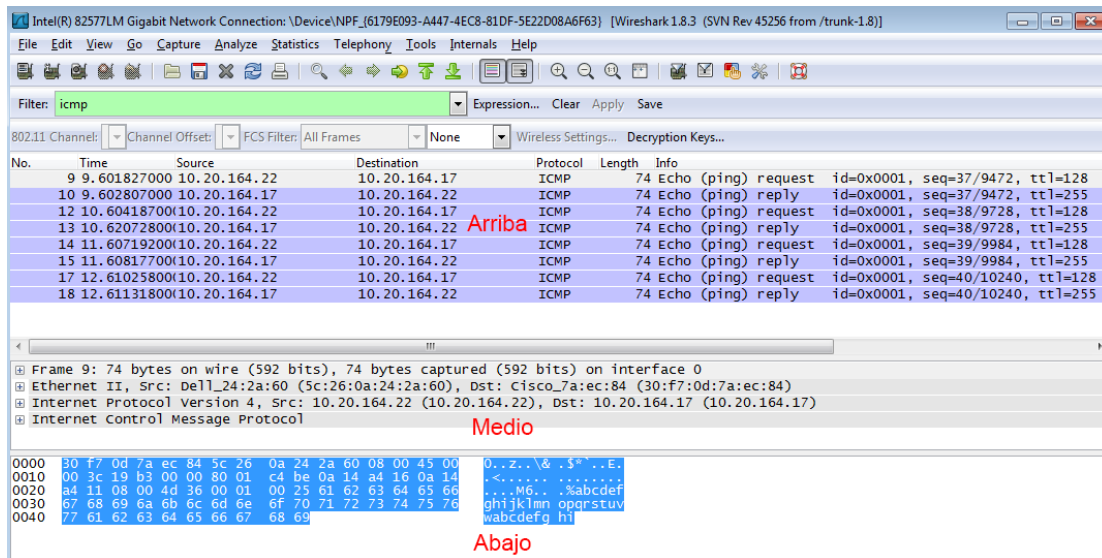 Intel(R) 82577LM Gigabit Network Connection: \Device\NPF_{6179E093-A447-4EC8-81DF-5E22D08A6F63} [Wireshark 1.8.3 (SVN Rev 45256 from /trunk-1.8)]
File Edit View Go Capture Analyze Statistics Telephony Tools Internals Help
Filter: icmp Expression... Clear Apply Save
802.11 Channel: Channel Offset: FCS Filter: All Frames None Wireless Settings... Decryption Keys...
No. Time Source Destination Protocol Length Info
9 9.601827000 10.20.164.22 10.20.164.17 ICMP 74 Echo (ping) request id=0x0001, seq=37/9472, ttl=128
10 9.602807000 10.20.164.17 10.20.164.22 ICMP 74 Echo (ping) reply id=0x0001, seq=37/9472, ttl=255
12 10.60418700( 10.20.164.22 10.20.164.17 ICMP 74 Echo (ping) request id=0x0001, seq=38/9728, ttl=128
13 10.62072800( 10.20.164.17 10.20.164.22 ICMP 74 Echo (ping) reply id=0x0001, seq=38/9728, ttl=255
Arriba
14 11.60719200( 10.20.164.22 10.20.164.17 ICMP 74 Echo (ping) request id=0x0001, seq=39/9984, ttl=128
15 11.60817700( 10.20.164.17 10.20.164.22 ICMP 74 Echo (ping) reply id=0x0001, seq=39/9984, ttl=255
17 12.61025800( 10.20.164.22 10.20.164.17 ICMP 74 Echo (ping) request id=0x0001, seq=40/10240, ttl=128
18 12.61131800( 10.20.164.17 10.20.164.22 ICMP 74 Echo (ping) reply id=0x0001, seq=40/10240, ttl=255
Frame 9: 74 bytes on wire (592 bits), 74 bytes captured (592 bits) on interface 0
Ethernet II, Src: Dell_24:2a:60 (5c:26:0a:24:2a:60), Dst: Cisco_7a:ec:84 (30:f7:0d:7a:ec:84)
Internet Protocol Version 4, Src: 10.20.164.22 (10.20.164.22), Dst: 10.20.164.17 (10.20.164.17)
Internet Control Message Protocol
Medio
0000 30 f7 0d 7a ec 84 5c 26 0a 24 2a 60 08 00 45 00 0..z..\& .$*`..E.
0010 00 3c 19 b3 00 00 80 01 c4 be 0a 14 a4 16 0a 14 .<...... ........
0020 a4 11 08 00 4d 36 00 01 00 25 61 62 63 64 65 66 ....M6.. .%abcdef
0030 67 68 69 6a 6b 6c 6d 6e 6f 70 71 72 73 74 75 76 ghijklmn opqrstuv
0040 77 61 62 63 64 65 66 67 68 69 wabcdefg hi
Abajo